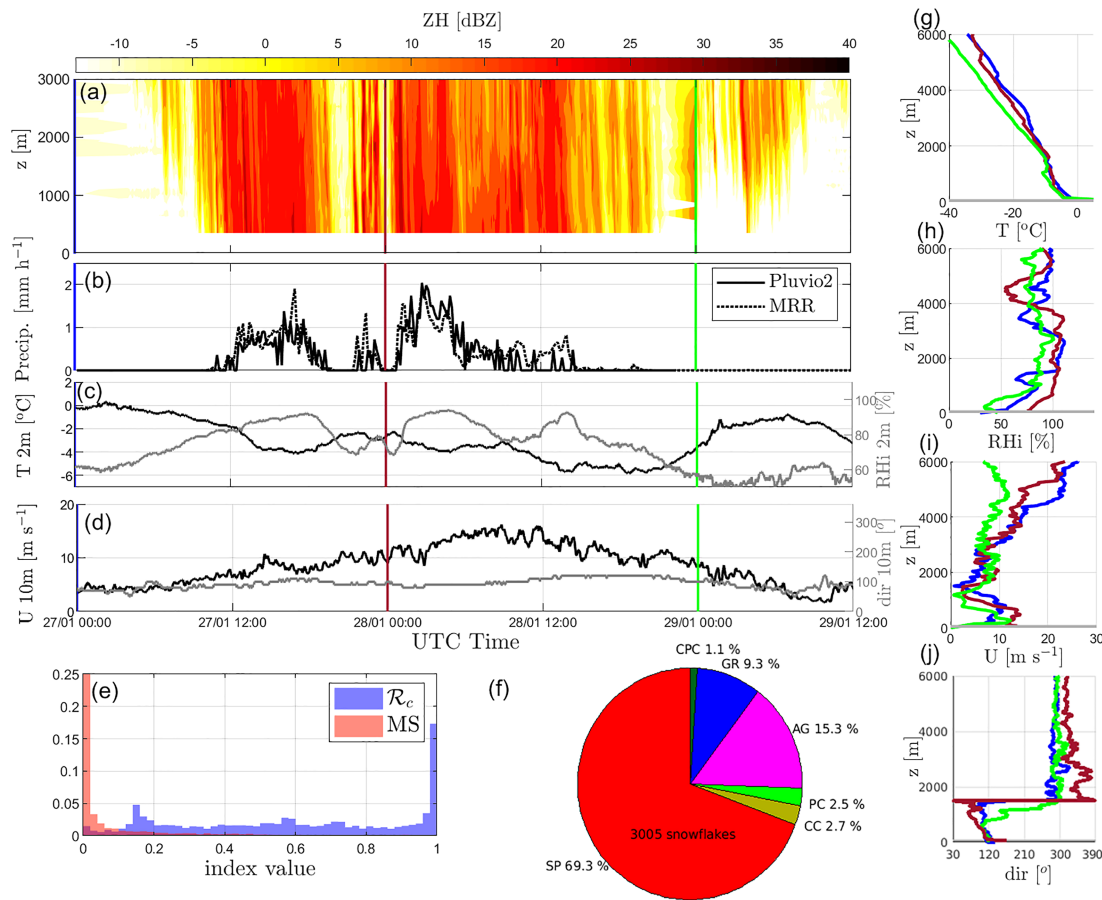 ZH [dBZ]
-10 -5 0 5 10 15 20 25 30 35 40
(a)
z [m]
3000
2000
1000
0
(b)
Precip. [mm h⁻¹]
2
1
0
Pluvio2
MRR
(c)
T 2m [°C]
2
0
-2
-4
-6
100
80
60
RHi 2m [%]
(d)
U 10m [m s⁻¹]
20
10
0
300
200
100
0
dir 10m [°]
27/01 00:00 27/01 12:00 28/01 00:00 28/01 12:00 29/01 00:00 29/01 12:00
UTC Time
(e)
0.25
0.2
0.15
0.1
0.05
0
ℛc
MS
0 0.2 0.4 0.6 0.8 1
index value
(f)
CPC 1.1 %
GR 9.3 %
AG 15.3 %
PC 2.5 %
CC 2.7 %
3005 snowflakes
SP 69.3 %
(g)
z [m]
6000
4000
2000
0
-40 -20 0
T [°C]
(h)
z [m]
6000
4000
2000
0
0 50 100
RHi [%]
(i)
z [m]
6000
4000
2000
0
0 10 20 30
U [m s⁻¹]
(j)
z [m]
6000
4000
2000
0
30 120 210 300 390
dir [°]